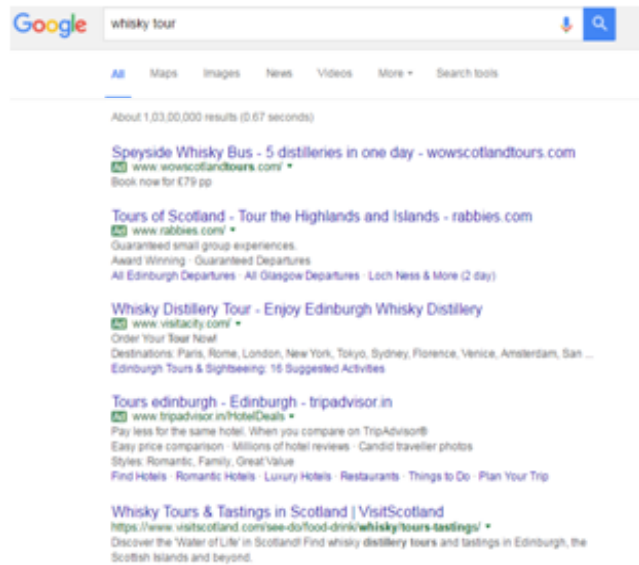 Google whisky tour
All Maps Images News Videos More Search tools
About 1,03,00,000 results (0.67 seconds)
Speyside Whisky Bus - 5 distilleries in one day - wowscotlandtours.com
Ad www.wowscotlandtours.com/
Book now for £79 pp
Tours of Scotland - Tour the Highlands and Islands - rabbies.com
Ad www.rabbies.com/
Guaranteed small group experiences.
Award Winning · Guaranteed Departures
All Edinburgh Departures · All Glasgow Departures · Loch Ness & More (2 day)
Whisky Distillery Tour - Enjoy Edinburgh Whisky Distillery
Ad www.visitacity.com/
Order Your Tour Now!
Destinations: Paris, Rome, London, New York, Tokyo, Sydney, Florence, Venice, Amsterdam, San ...
Edinburgh Tours & Sightseeing: 16 Suggested Activities
Tours edinburgh - Edinburgh - tripadvisor.in
Ad www.tripadvisor.in/HotelDeals
Pay less for the same hotel. When you compare on TripAdvisor®
Easy price comparison · Millions of hotel reviews · Candid traveller photos
Styles: Romantic, Family, Great Value
Find Hotels · Romantic Hotels · Luxury Hotels · Restaurants · Things to Do · Plan Your Trip
Whisky Tours & Tastings in Scotland | VisitScotland
https://www.visitscotland.com/see-do/food-drink/whisky/tours-tastings/
Discover the 'Water of Life' in Scotland! Find whisky distillery tours and tastings in Edinburgh, the
Scottish Islands and beyond.